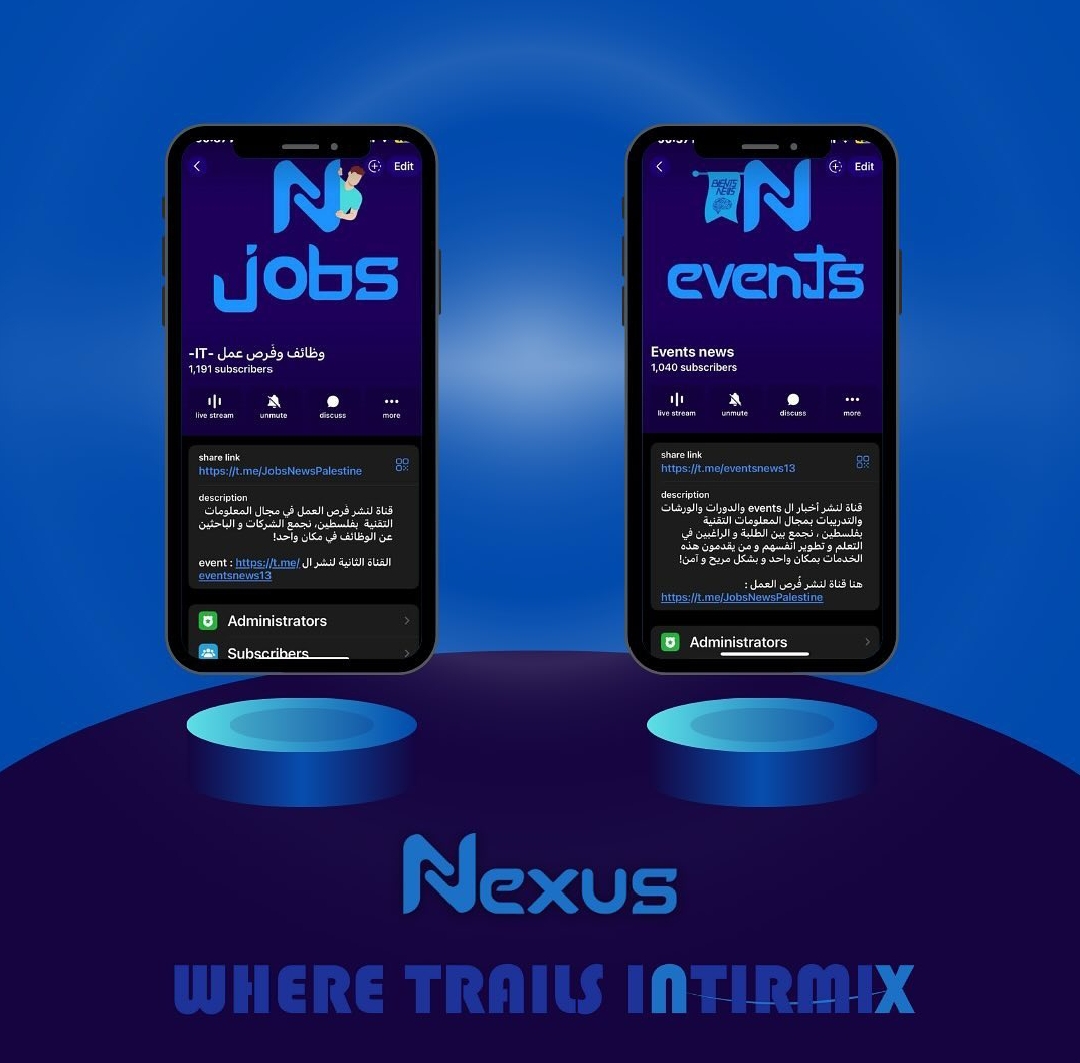 Edit
N
jobs
وظائف وفُرص عمل -IT-
1,191 subscribers
live stream
unmute
discuss
more
share link
https://t.me/JobsNewsPalestine
description
قناة لنشر فرص العمل في مجال المعلومات
التقنية بفلسطين، نجمع الشركات و الباحثين
عن الوظائف في مكان واحد!
القناة الثانية لنشر ال event : https://t.me/
eventsnews13
Administrators
Subscribers
Edit
EVENTS
NEWS
N
events
Events news
1,040 subscribers
live stream
unmute
discuss
more
share link
https://t.me/eventsnews13
description
قناة لنشر أخبار ال events والدورات والورشات
والتدريبات بمجال المعلومات التقنية
بفلسطين ، نجمع بين الطلبة و الراغبين في
التعلم و تطوير انفسهم و من يقدمون هذه
الخدمات بمكان واحد و بشكل مريح و آمن!
هنا قناة لنشر فُرص العمل :
https://t.me/JobsNewsPalestine
Administrators
Nexus
WHERE TRAILS INTIRMIX